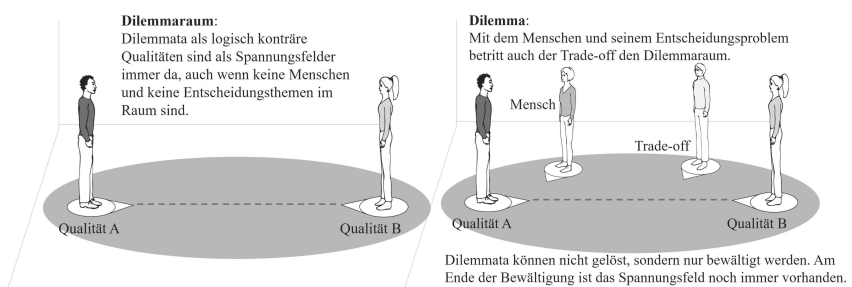 Dilemmaraum:
Dilemmata als logisch konträre
Qualitäten sind als Spannungsfelder
immer da, auch wenn keine Menschen
und keine Entscheidungsthemen im
Raum sind.
Qualität A
Qualität B
Dilemma:
Mit dem Menschen und seinem Entscheidungsproblem
betritt auch der Trade-off den Dilemmaraum.
Mensch
Trade-off
Qualität A
Qualität B
Dilemmata können nicht gelöst, sondern nur bewältigt werden. Am
Ende der Bewältigung ist das Spannungsfeld noch immer vorhanden.